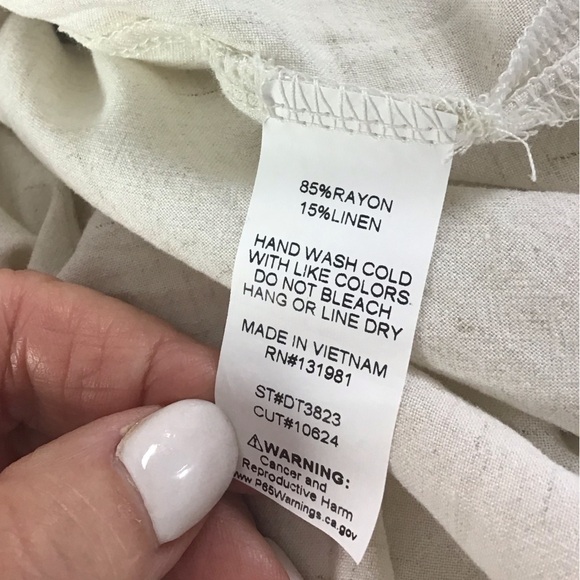 85%RAYON
15%LINEN
HAND WASH COLD
WITH LIKE COLORS.
DO NOT BLEACH
HANG OR LINE DRY
MADE IN VIETNAM
RN#131981
ST#DT3823
CUT#10624
⚠WARNING:
Cancer and
Reproductive Harm
www.P65Warnings.ca.gov